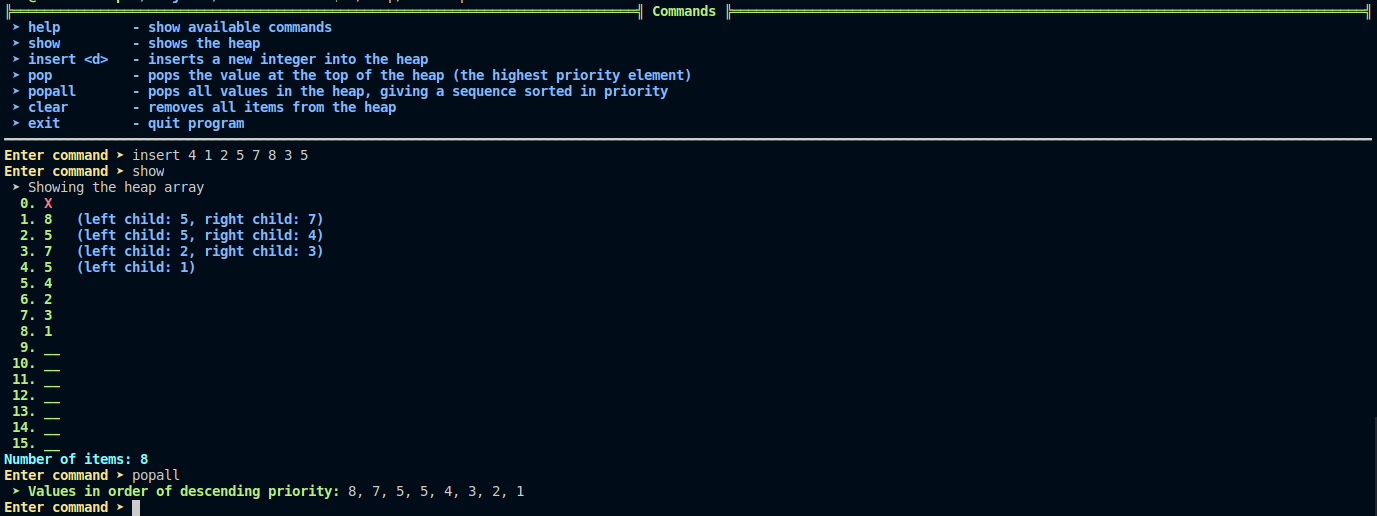 Commands
➤ help - show available commands
➤ show - shows the heap
➤ insert <d> - inserts a new integer into the heap
➤ pop - pops the value at the top of the heap (the highest priority element)
➤ popall - pops all values in the heap, giving a sequence sorted in priority
➤ clear - removes all items from the heap
➤ exit - quit program
Enter command ➤ insert 4 1 2 5 7 8 3 5
Enter command ➤ show
➤ Showing the heap array
0. X
1. 8 (left child: 5, right child: 7)
2. 5 (left child: 5, right child: 4)
3. 7 (left child: 2, right child: 3)
4. 5 (left child: 1)
5. 4
6. 2
7. 3
8. 1
9. __
10. __
11. __
12. __
13. __
14. __
15. __
Number of items: 8
Enter command ➤ popall
➤ Values in order of descending priority: 8, 7, 5, 5, 4, 3, 2, 1
Enter command ➤